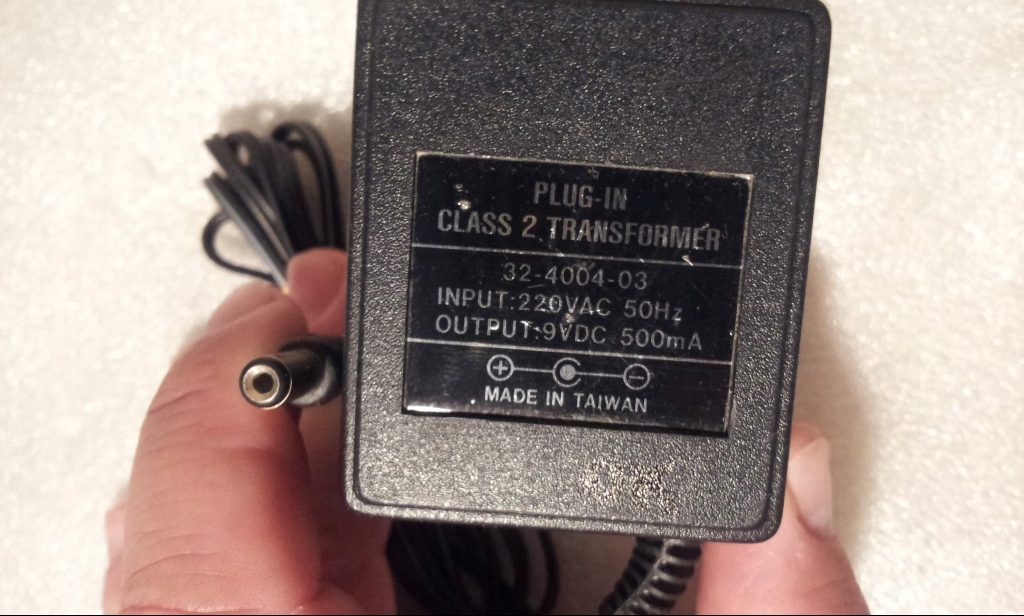 PLUG-IN
CLASS 2 TRANSFORMER
32-4004-03
INPUT:220VAC 50Hz
OUTPUT:9VDC 500mA
MADE IN TAIWAN